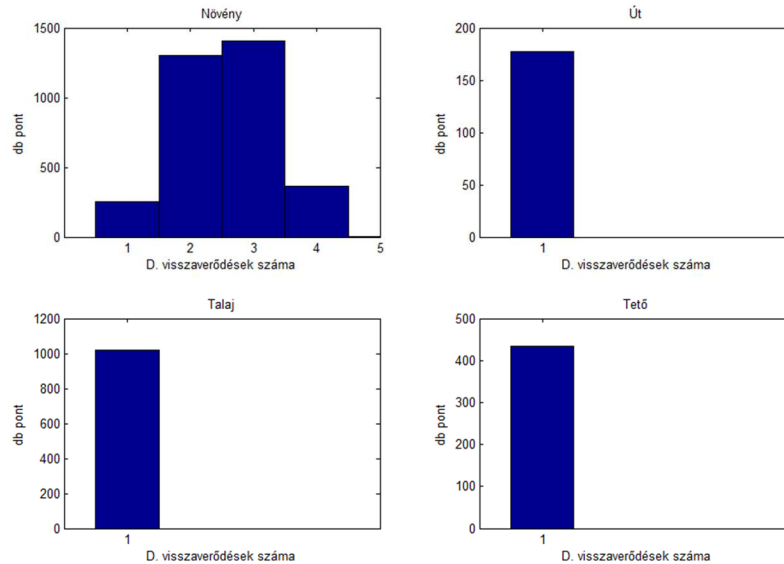 Növény
1500
1000
500
0
db pont
1 2 3 4 5
D. visszaverődések száma
Út
200
150
100
50
0
db pont
1
D. visszaverődések száma
Talaj
1200
1000
800
600
400
200
0
db pont
1
D. visszaverődések száma
Tető
500
400
300
200
100
0
db pont
1
D. visszaverődések száma